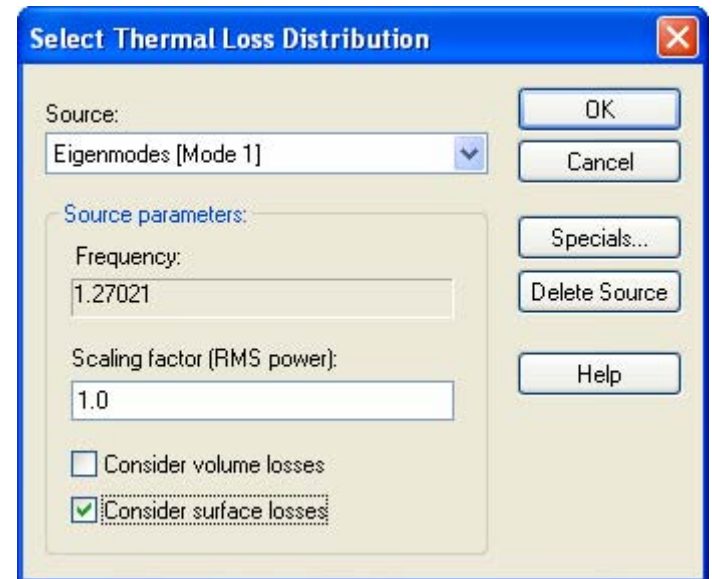 Select Thermal Loss Distribution
Source:
Eigenmodes [Mode 1]
Source parameters:
Frequency:
1.27021
Scaling factor (RMS power):
1.0
Consider volume losses
Consider surface losses
OK
Cancel
Specials...
Delete Source
Help